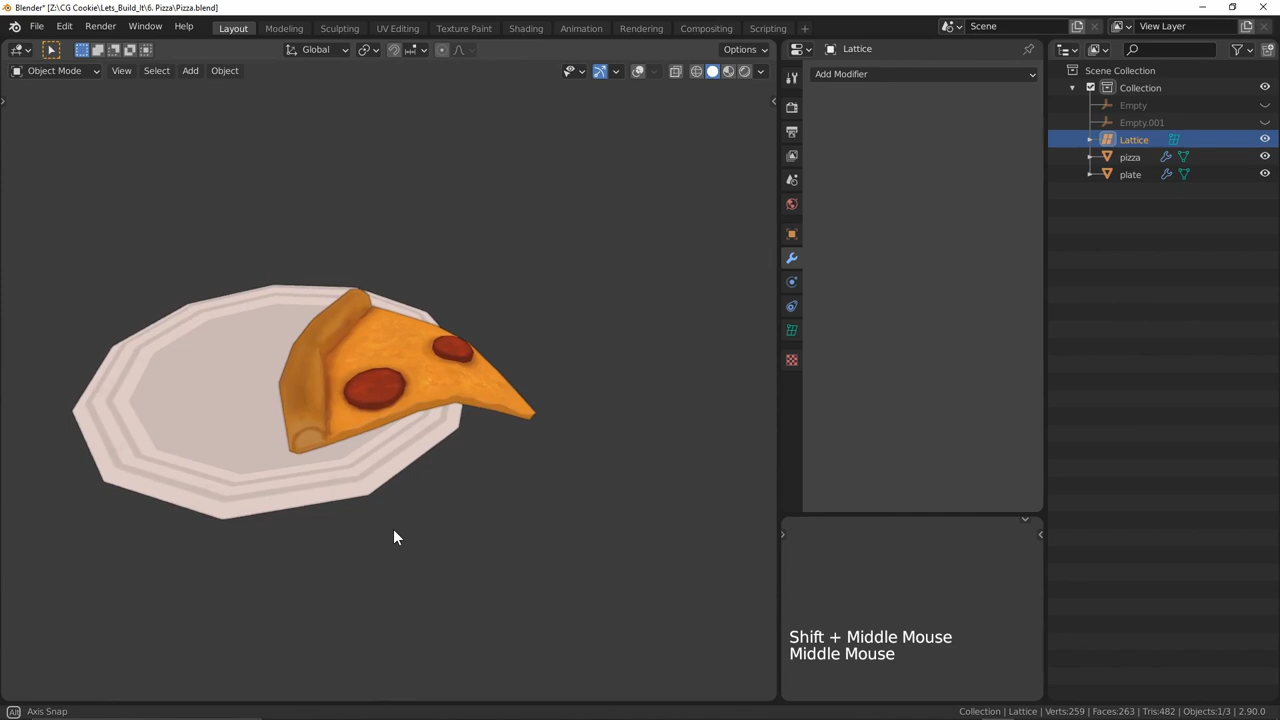 Blender* [Z:\CG Cookie\Lets_Build_It\6. Pizza\Pizza.blend]
File Edit Render Window Help Layout Modeling Sculpting UV Editing Texture Paint Shading Animation Rendering Compositing Scripting + Scene View Layer
Global Options Lattice
Object Mode View Select Add Object
Add Modifier
Scene Collection
Collection
Empty
Empty.001
Lattice
pizza
plate
Shift + Middle Mouse
Middle Mouse
Alt Axis Snap Collection | Lattice | Verts:259 | Faces:263 | Tris:482 | Objects:1/3 | 2.90.0